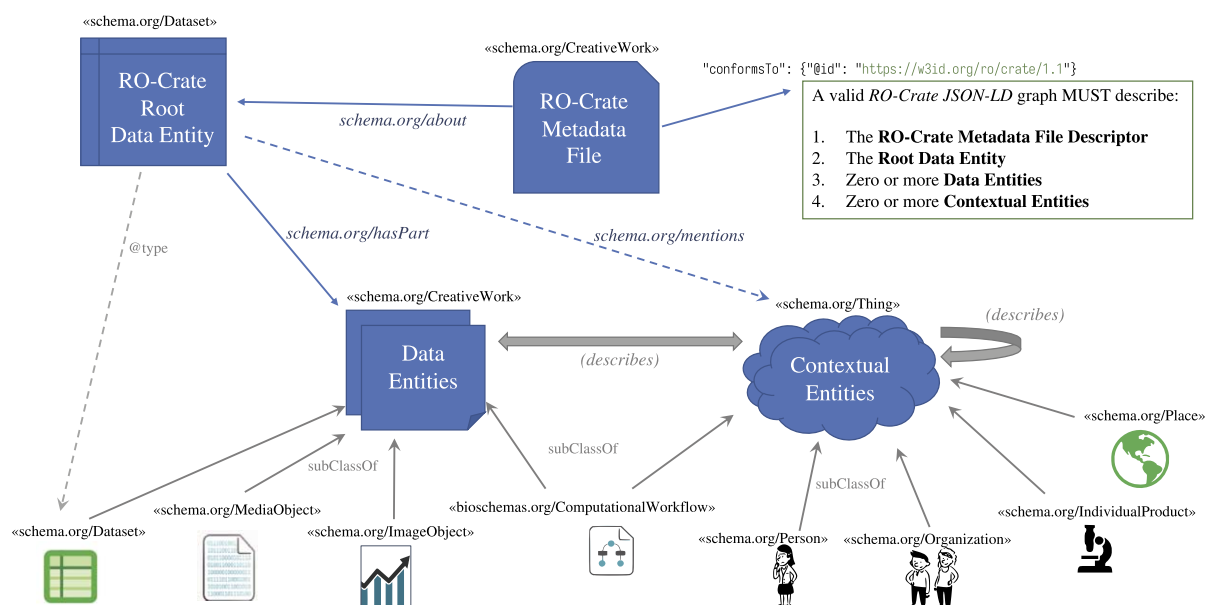 «schema.org/Dataset»
RO-Crate
Root
Data Entity
«schema.org/CreativeWork»
RO-Crate
Metadata
File
"conformsTo": {"@id": "https://w3id.org/ro/crate/1.1"}
A valid RO-Crate JSON-LD graph MUST describe:
1. The RO-Crate Metadata File Descriptor
2. The Root Data Entity
3. Zero or more Data Entities
4. Zero or more Contextual Entities
schema.org/about
schema.org/hasPart
schema.org/mentions
@type
«schema.org/CreativeWork»
Data
Entities
(describes)
«schema.org/Thing»
Contextual
Entities
(describes)
subClassOf
subClassOf
subClassOf
«schema.org/Place»
«schema.org/Dataset»
«schema.org/MediaObject»
«schema.org/ImageObject»
«bioschemas.org/ComputationalWorkflow»
«schema.org/Person»
«schema.org/Organization»
«schema.org/IndividualProduct»